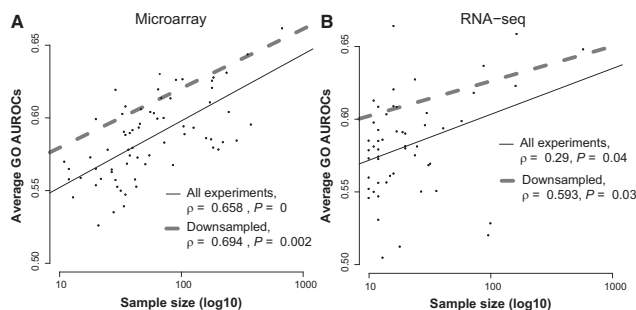 A
Microarray
Average GO AUROCs
0.65
0.60
0.55
0.50
All experiments,
ρ = 0.658 , P = 0
Downsampled,
ρ = 0.694 , P = 0.002
10
100
1000
Sample size (log10)
B
RNA−seq
Average GO AUROCs
0.65
0.60
0.55
0.50
All experiments,
ρ = 0.29, P = 0.04
Downsampled,
ρ = 0.593, P = 0.03
10
100
1000
Sample size (log10)